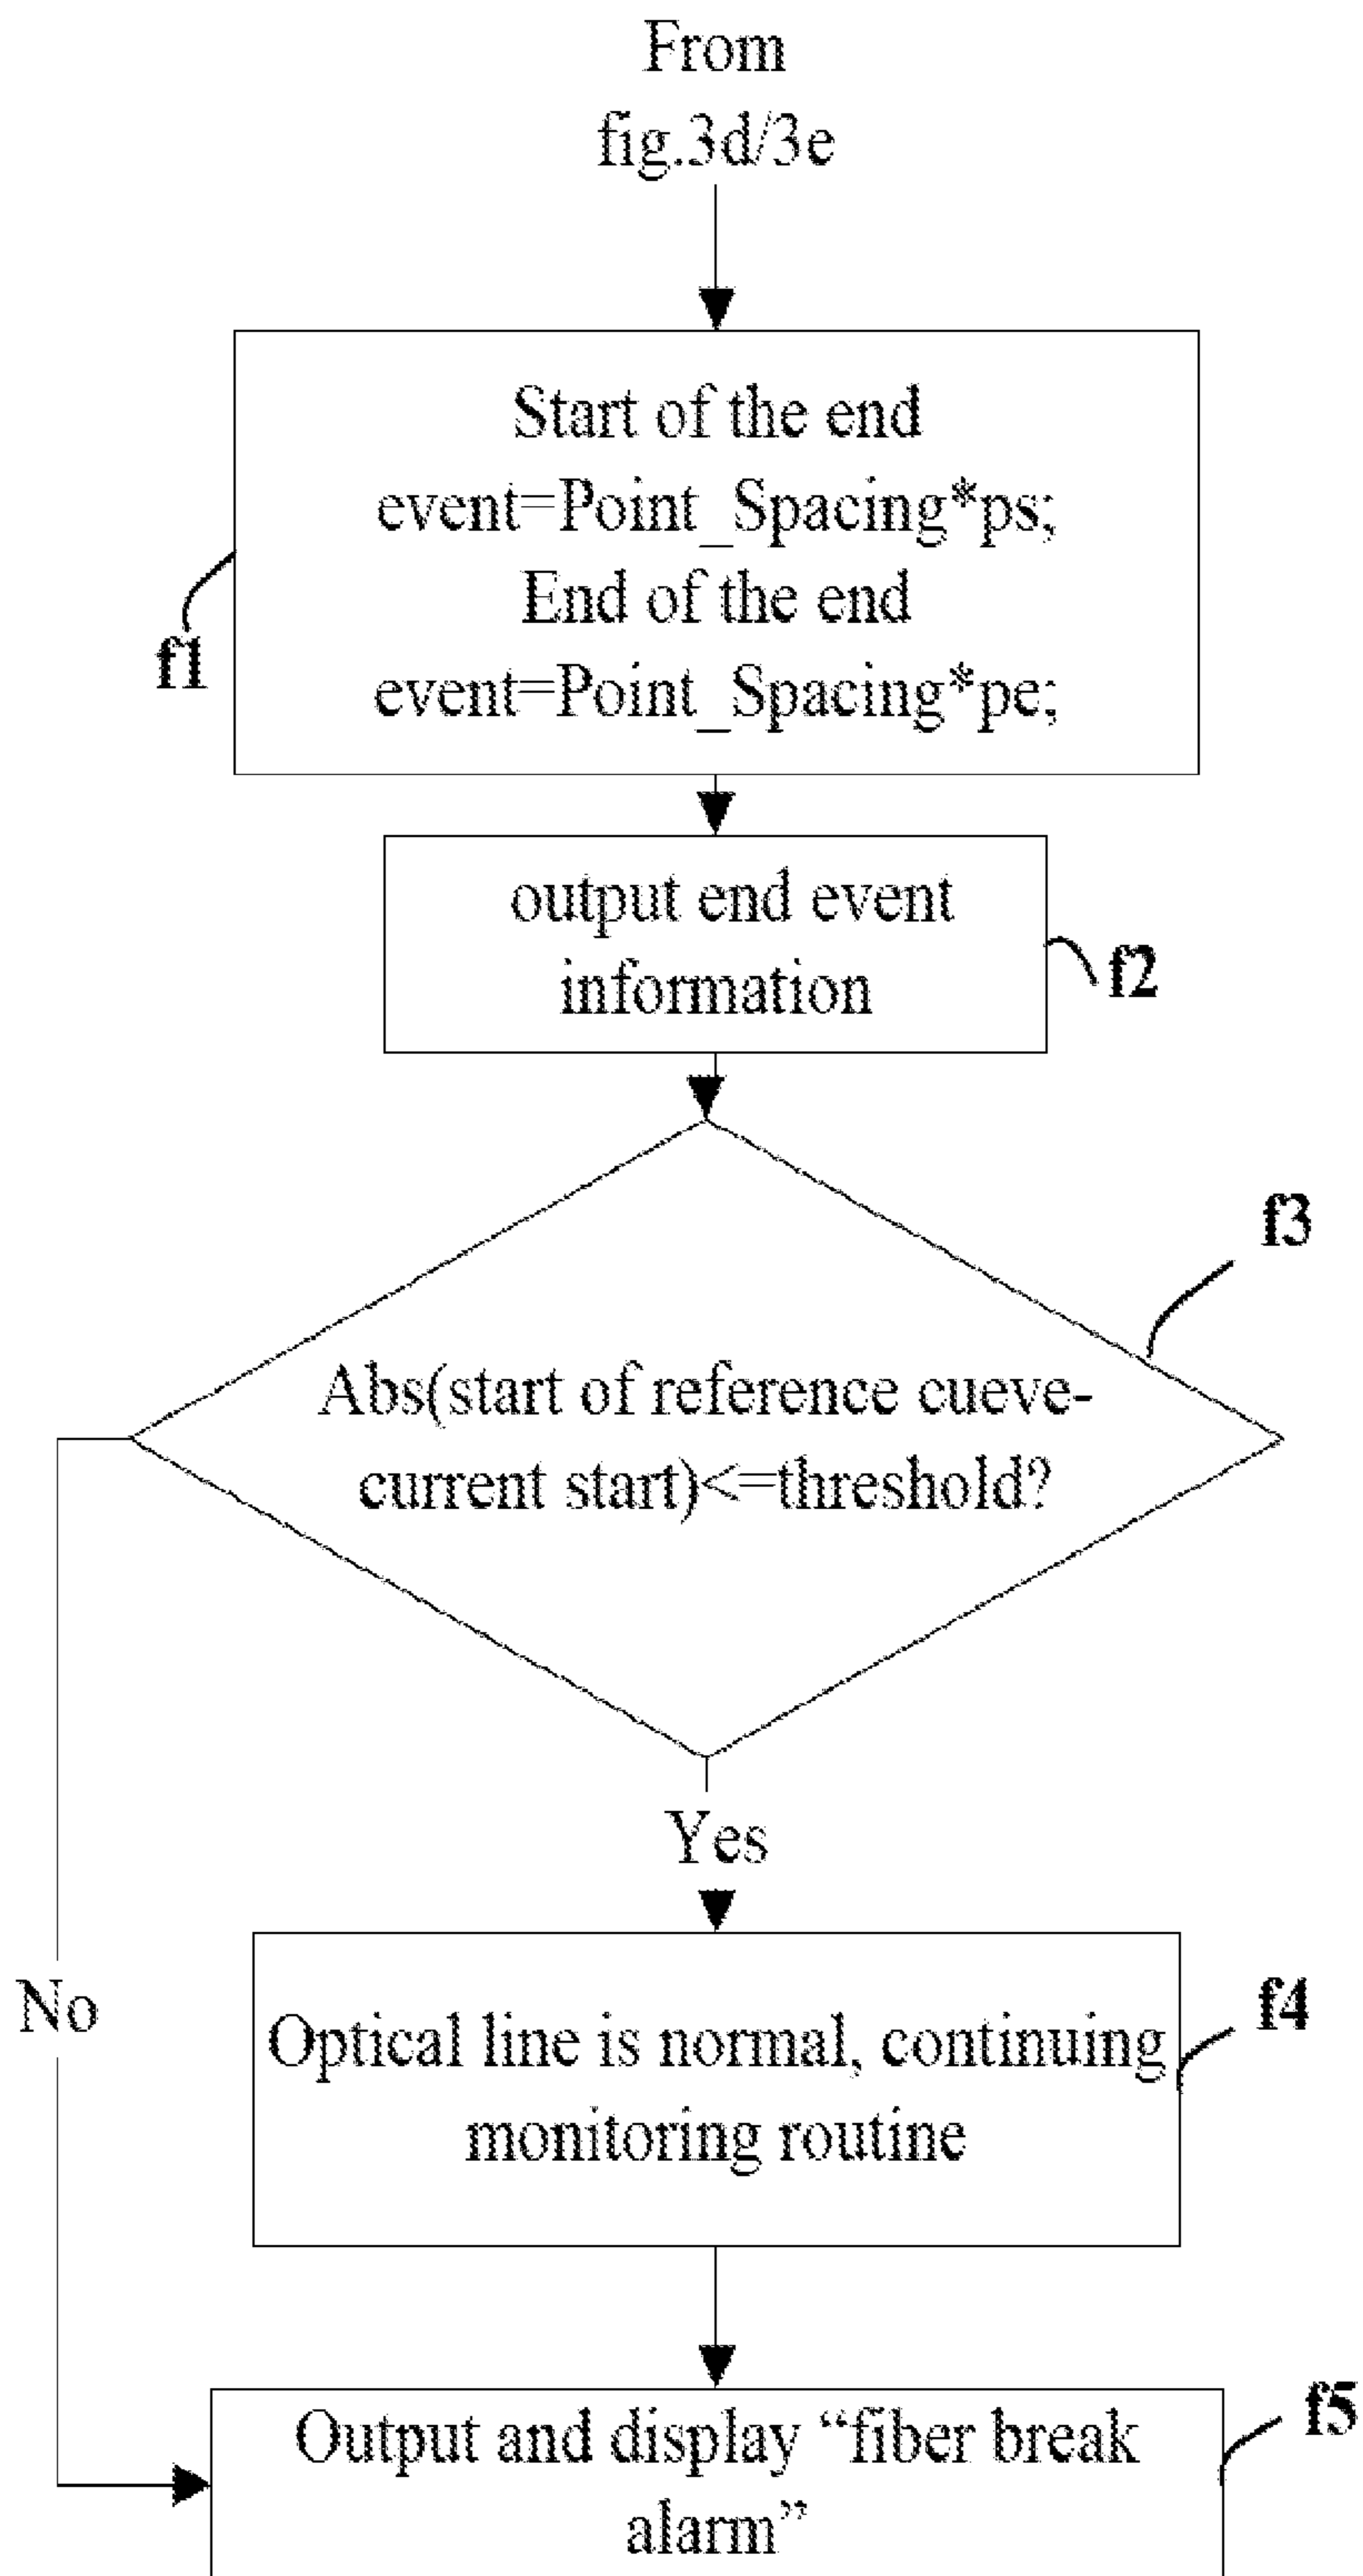 From
fig.3d/3e
Start of the end
event=Point_Spacing*ps;
End of the end
event=Point_Spacing*pe;
f1
output end event
information
f2
f3
Abs(start of reference cueve-
current start)<=threshold?
Yes
No
Optical line is normal, continuing
monitoring routine
f4
Output and display “fiber break
alarm”
f5